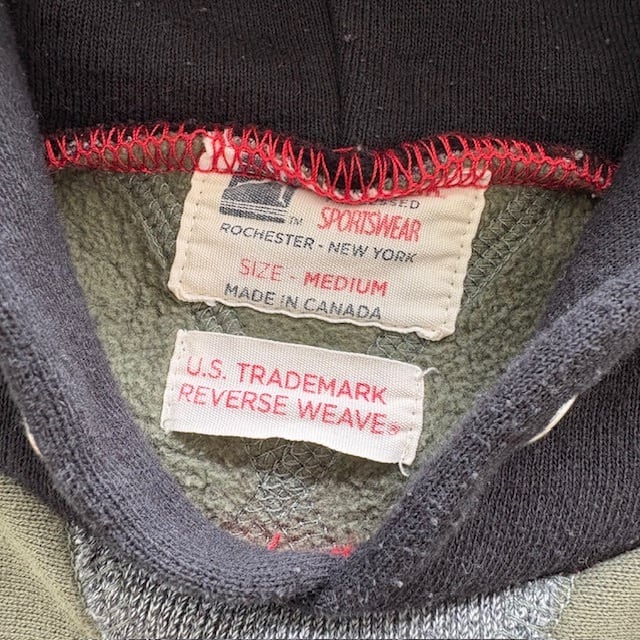 ™ SPORTSWEAR
ROCHESTER - NEW YORK
SIZE - MEDIUM
MADE IN CANADA
U.S. TRADEMARK
REVERSE WEAVE®